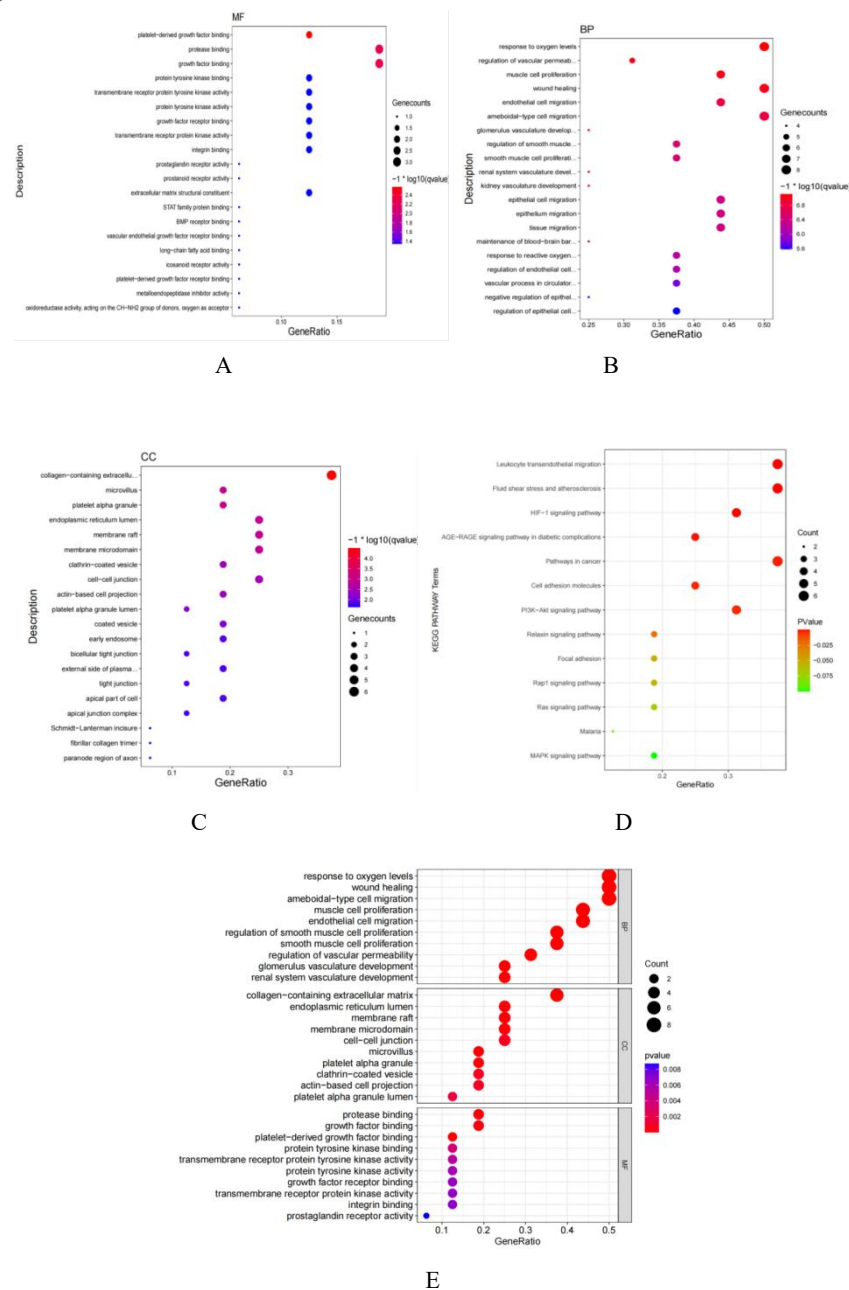 MF
platelet-derived growth factor binding
protease binding
growth factor binding
protein tyrosine kinase binding
transmembrane receptor protein tyrosine kinase activity
protein tyrosine kinase activity
growth factor receptor binding
transmembrane receptor protein kinase activity
integrin binding
prostaglandin receptor activity
prostanoid receptor activity
extracellular matrix structural constituent
STAT family protein binding
BMP receptor binding
vascular endothelial growth factor receptor binding
long-chain fatty acid binding
icosanoid receptor activity
platelet-derived growth factor receptor binding
metalloendopeptidase inhibitor activity
oxidoreductase activity, acting on the CH-NH2 group of donors, oxygen as acceptor
Description
0.10 0.15
GeneRatio
Genecounts
1.0
1.5
2.0
2.5
3.0
−1 * log10(qvalue)
2.4
2.2
2.0
1.8
1.6
1.4
A
BP
response to oxygen levels
regulation of vascular permeab...
muscle cell proliferation
wound healing
endothelial cell migration
ameboidal-type cell migration
glomerulus vasculature develop...
regulation of smooth muscle...
smooth muscle cell proliferati...
renal system vasculature devel...
kidney vasculature development
epithelial cell migration
epithelium migration
tissue migration
maintenance of blood-brain bar...
response to reactive oxygen...
regulation of endothelial cell...
vascular process in circulator...
negative regulation of epithel...
regulation of epithelial cell...
Description
0.25 0.30 0.35 0.40 0.45 0.50
GeneRatio
Genecounts
4
5
6
7
8
−1 * log10(qvalue)
B
CC
collagen-containing extracellu...
microvillus
platelet alpha granule
endoplasmic reticulum lumen
membrane raft
membrane microdomain
clathrin-coated vesicle
cell-cell junction
actin-based cell projection
platelet alpha granule lumen
coated vesicle
early endosome
bicellular tight junction
external side of plasma...
tight junction
apical part of cell
apical junction complex
Schmidt−Lanterman incisure
fibrillar collagen trimer
paranode region of axon
Description
0.1 0.2 0.3
GeneRatio
−1 * log10(qvalue)
4.0
3.5
3.0
2.5
2.0
Genecounts
1
2
3
4
5
6
C
Leukocyte transendothelial migration
Fluid shear stress and atherosclerosis
HIF−1 signaling pathway
AGE−RAGE signaling pathway in diabetic complications
Pathways in cancer
Cell adhesion molecules
PI3K−Akt signaling pathway
Relaxin signaling pathway
Focal adhesion
Rap1 signaling pathway
Ras signaling pathway
Malaria
MAPK signaling pathway
KEGG PATHWAY Terms
0.2 0.3
GeneRatio
Count
2
3
4
5
6
PValue
−0.025
−0.050
−0.075
D
response to oxygen levels
wound healing
ameboidal−type cell migration
muscle cell proliferation
endothelial cell migration
regulation of smooth muscle cell proliferation
smooth muscle cell proliferation
regulation of vascular permeability
glomerulus vasculature development
renal system vasculature development
BP
collagen−containing extracellular matrix
endoplasmic reticulum lumen
membrane raft
membrane microdomain
cell−cell junction
microvillus
platelet alpha granule
clathrin−coated vesicle
actin−based cell projection
platelet alpha granule lumen
CC
protease binding
growth factor binding
platelet−derived growth factor binding
protein tyrosine kinase binding
transmembrane receptor protein tyrosine kinase activity
protein tyrosine kinase activity
growth factor receptor binding
transmembrane receptor protein kinase activity
integrin binding
prostaglandin receptor activity
MF
0.1 0.2 0.3 0.4 0.5
GeneRatio
Count
2
4
6
8
pvalue
0.008
0.006
0.004
0.002
E